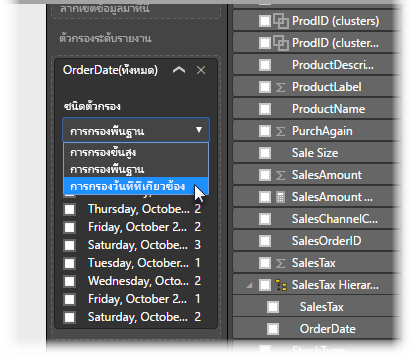 ลากเขตข้อมูลมาที่นี่
ตัวกรองระดับรายงาน
OrderDate(ทั้งหมด)
ชนิดตัวกรอง
การกรองพื้นฐาน
การกรองขั้นสูง
การกรองพื้นฐาน
การกรองวันที่ที่เกี่ยวข้อง
Thursday, Octobe... 2
Friday, October 2... 2
Saturday, October... 3
Tuesday, October... 1
Wednesday, Octo... 2
Friday, October 2... 1
Saturday, October... 2
ProdID (clusters)
ProdID (cluster...
ProductDescri...
ProductLabel
ProductName
PurchAgain
Sale Size
SalesAmount
SalesAmount ...
SalesChannelC...
SalesOrderID
SalesTax
SalesTax Hierar...
SalesTax
OrderDate